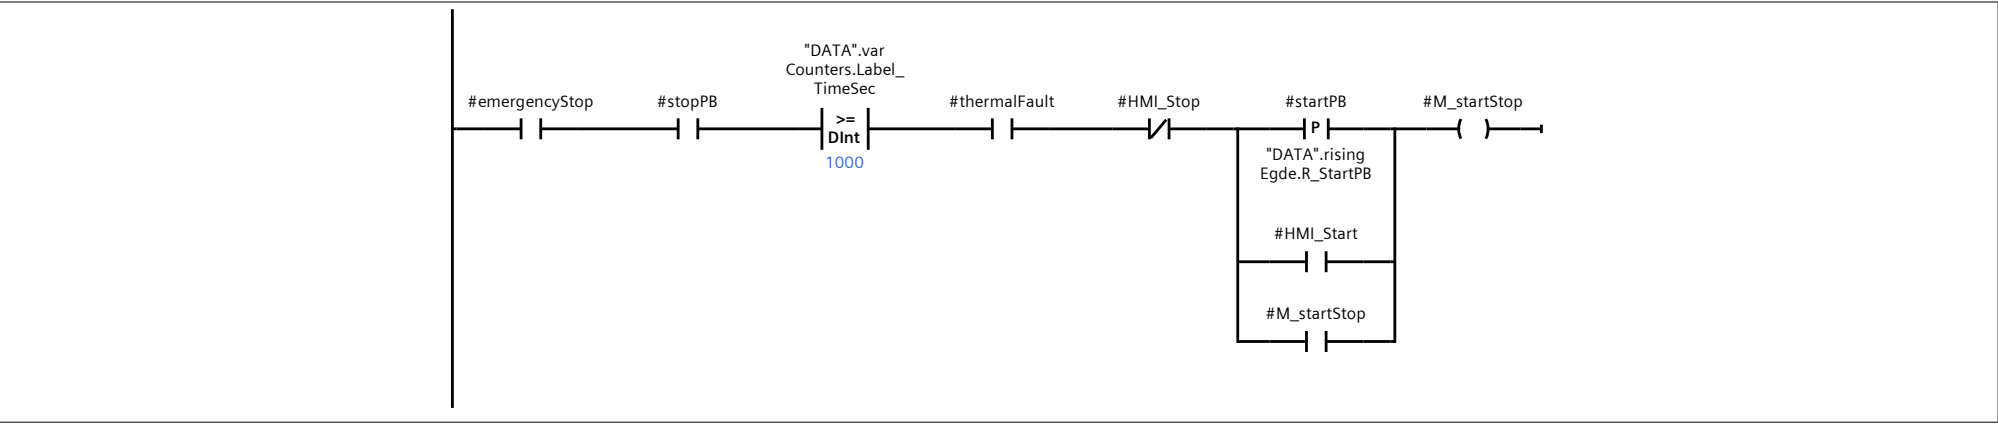 "DATA".var
Counters.Label_
TimeSec
#emergencyStop
#stopPB
>=
DInt
1000
#thermalFault
#HMI_Stop
#startPB
P
"DATA".rising
Egde.R_StartPB
#M_startStop
#HMI_Start
#M_startStop